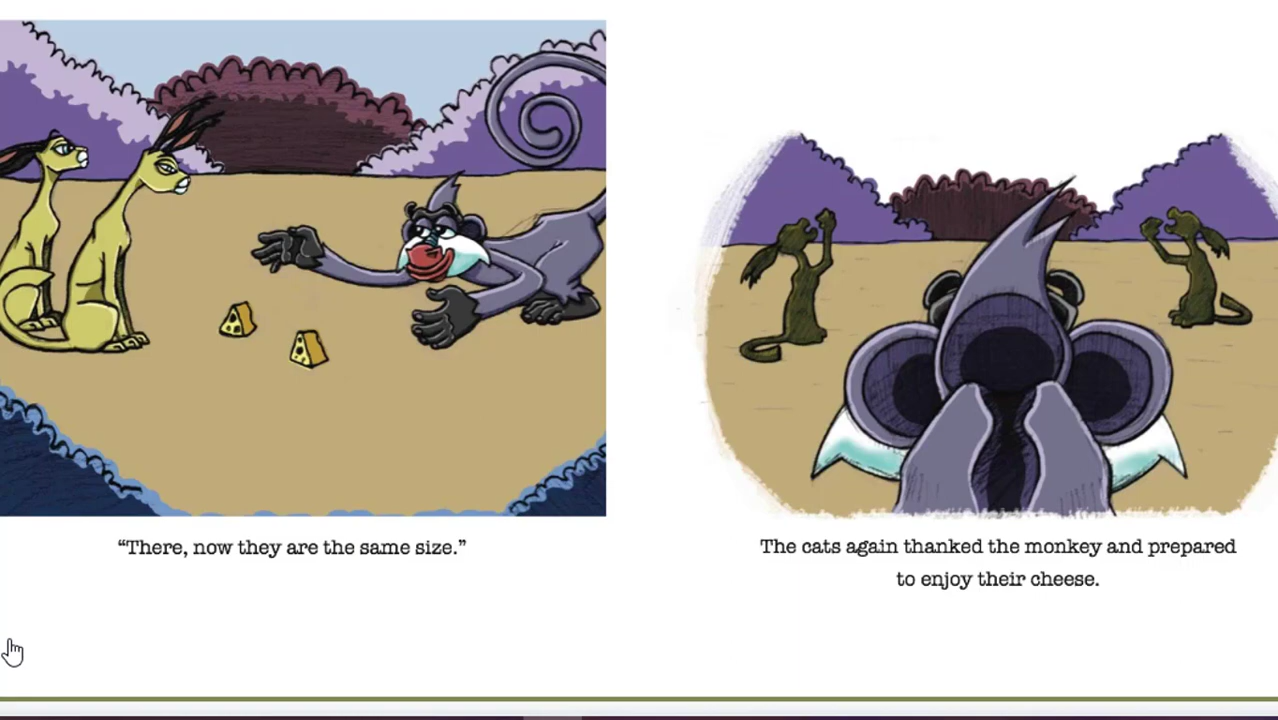 “There, now they are the same size.”
The cats again thanked the monkey and prepared
to enjoy their cheese.